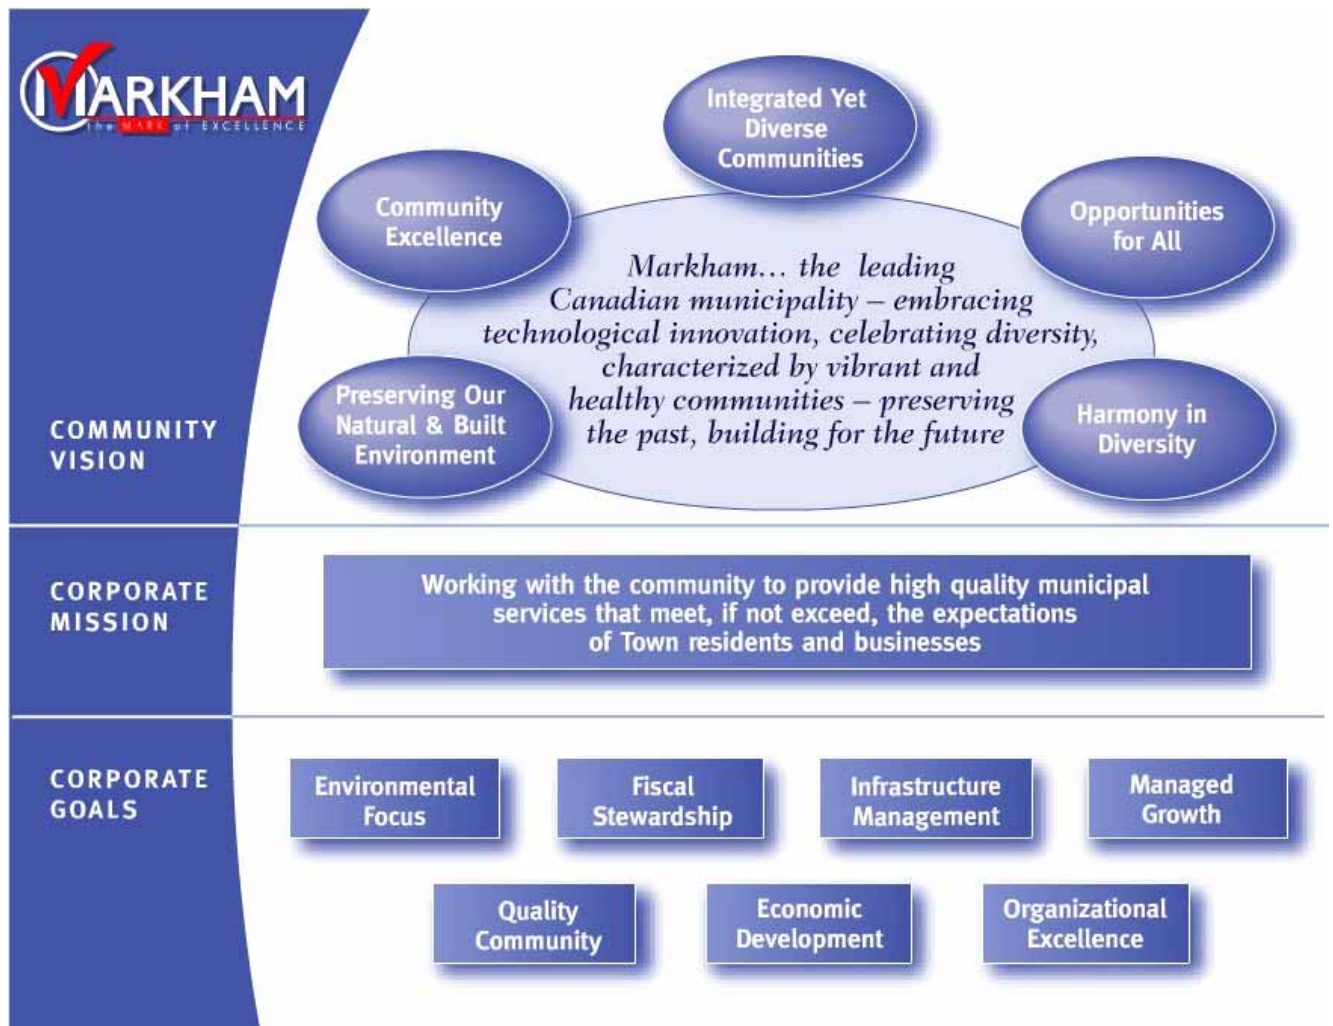 MARKHAM
the MARK of EXCELLENCE
Integrated Yet
Diverse
Communities
Community
Excellence
Opportunities
for All
Markham... the leading
Canadian municipality – embracing
technological innovation, celebrating diversity,
characterized by vibrant and
healthy communities – preserving
the past, building for the future
Preserving Our
Natural & Built
Environment
Harmony in
Diversity
COMMUNITY
VISION
CORPORATE
MISSION
Working with the community to provide high quality municipal
services that meet, if not exceed, the expectations
of Town residents and businesses
CORPORATE
GOALS
Environmental
Focus
Fiscal
Stewardship
Infrastructure
Management
Managed
Growth
Quality
Community
Economic
Development
Organizational
Excellence